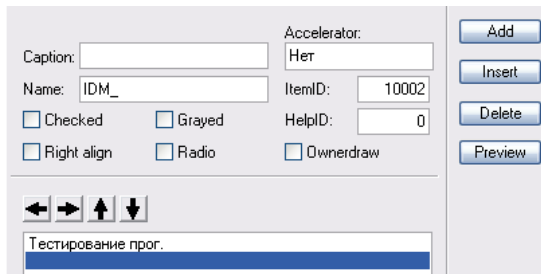 Accelerator:
Caption:
Нет
Name: IDM_
ItemID: 10002
Checked
Grayed
HelpID: 0
Right align
Radio
Ownerdraw
Add
Insert
Delete
Preview
Тестирование прог.